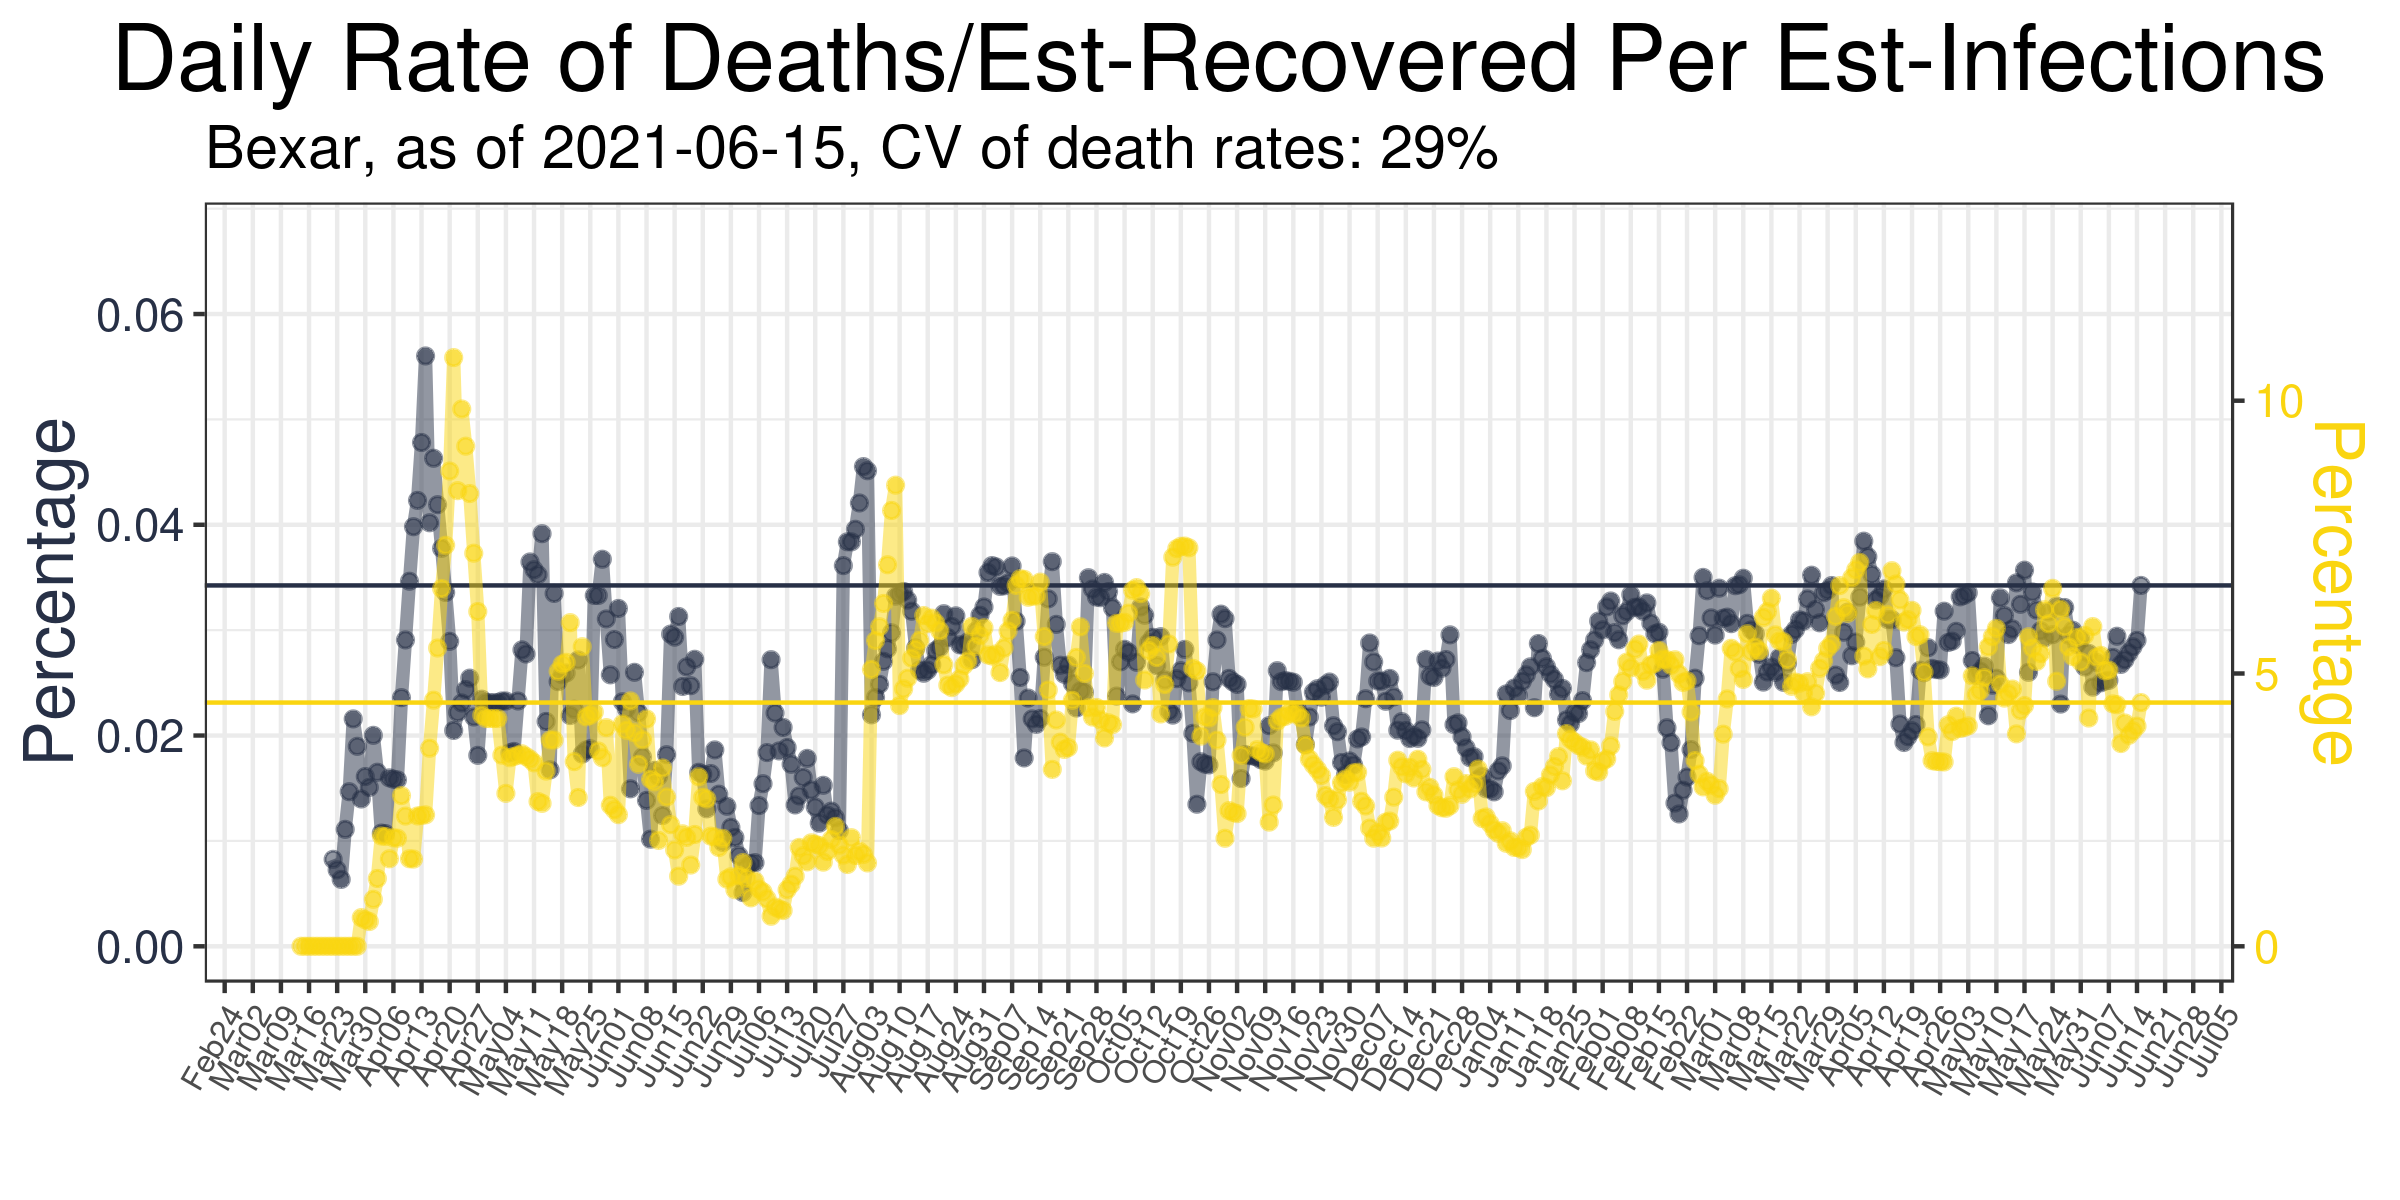 Daily Rate of Deaths/Est-Recovered Per Est-Infections
Bexar, as of 2021-06-15, CV of death rates: 29%
Percentage
0.06
0.04
0.02
0.00
10
5
0
Percentage
Feb24
Mar02
Mar09
Mar16
Mar23
Mar30
Apr06
Apr13
Apr20
Apr27
May04
May11
May18
May25
Jun01
Jun08
Jun15
Jun22
Jun29
Jul06
Jul13
Jul20
Jul27
Aug03
Aug10
Aug17
Aug24
Aug31
Sep07
Sep14
Sep21
Sep28
Oct05
Oct12
Oct19
Oct26
Nov02
Nov09
Nov16
Nov23
Nov30
Dec07
Dec14
Dec21
Dec28
Jan04
Jan11
Jan18
Jan25
Feb01
Feb08
Feb15
Feb22
Mar01
Mar08
Mar15
Mar22
Mar29
Apr05
Apr12
Apr19
Apr26
May03
May10
May17
May24
May31
Jun07
Jun14
Jun21
Jun28
Jul05